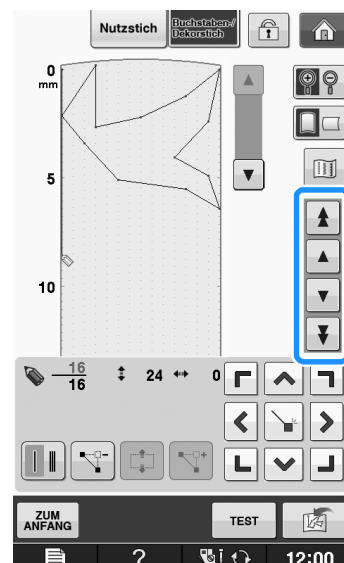 Nutzstich
Buchstaben-/
Dekorstich
0
mm
5
10
16
16
24
0
ZUM
ANFANG
TEST
?
12:00